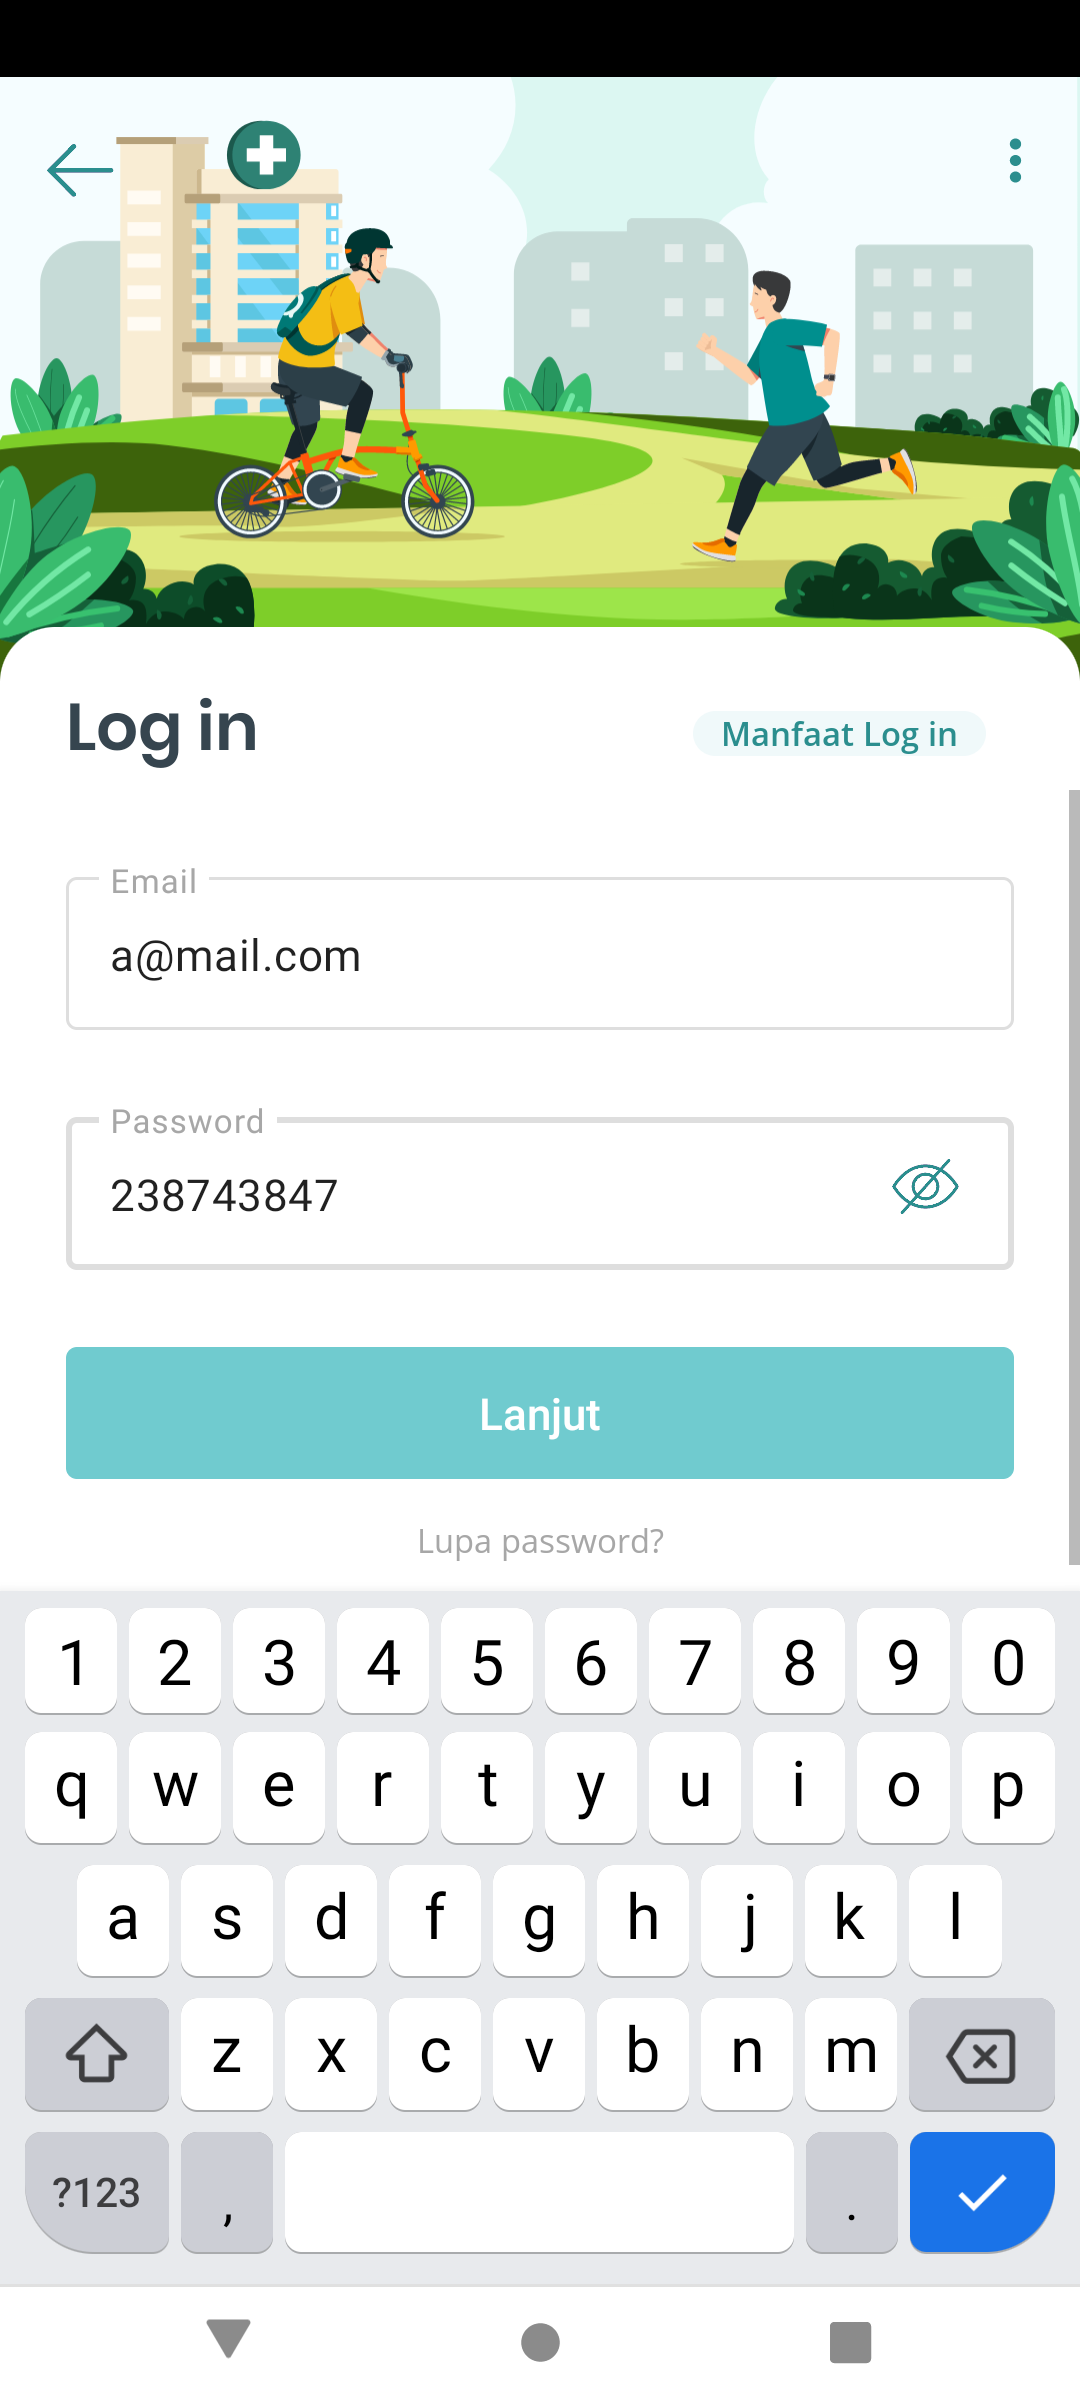 Log in
Manfaat Log in
Email
a@mail.com
Password
238743847
Lanjut
Lupa password?
1 2 3 4 5 6 7 8 9 0
q w e r t y u i o p
a s d f g h j k l
z x c v b n m
?123 , .